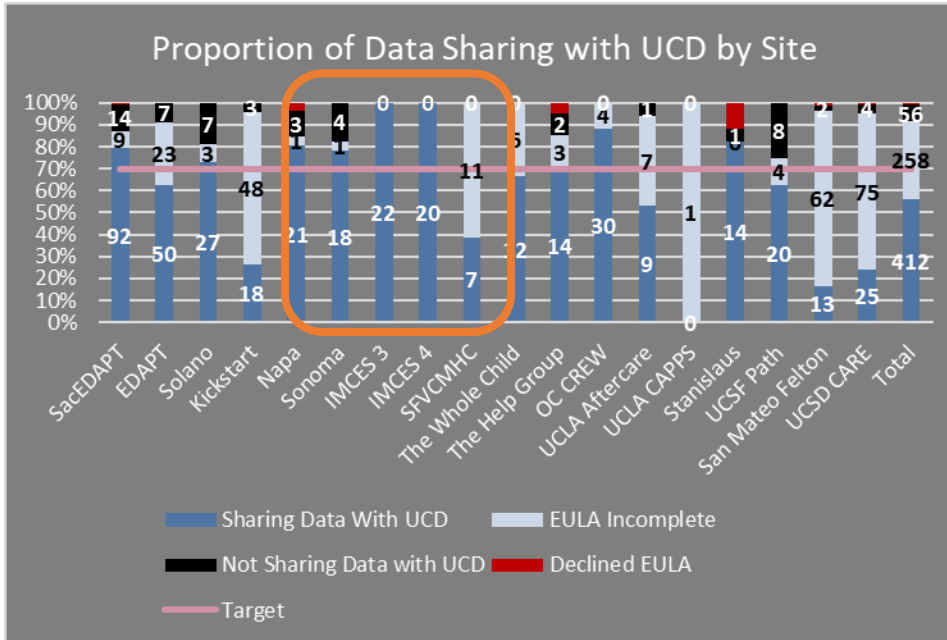 Proportion of Data Sharing with UCD by Site
100%
90%
80%
70%
60%
50%
40%
30%
20%
10%
0%
14
9
92
7
23
50
7
3
27
3
48
18
3
1
21
4
1
18
0
22
0
20
0
11
7
0
2
3
14
0
4
30
1
7
9
0
1
0
1
14
8
4
20
2
62
13
4
75
25
56
258
412
SacEDAPT
EDAPT
Solano
Kickstart
Napa
Sonoma
IMCES 3
IMCES 4
SFVCMHC
The Whole Child
The Help Group
OC CREW
UCLA Aftercare
UCLA CAPPS
Stanislaus
UCSF Path
San Mateo Felton
UCSD CARE
Total
Sharing Data With UCD
EULA Incomplete
Not Sharing Data with UCD
Declined EULA
Target